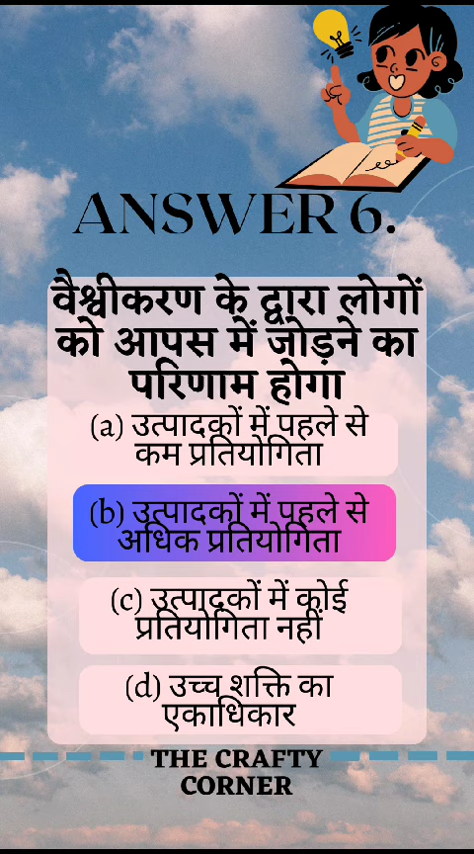 ANSWER 6.
वैश्वीकरण के द्वारा लोगों
को आपस में जोड़ने का
परिणाम होगा
(a) उत्पादकों में पहले से
कम प्रतियोगिता
(b) उत्पादकों में पहले से
अधिक प्रतियोगिता
(c) उत्पादकों में कोई
प्रतियोगिता नहीं
(d) उच्च शक्ति का
एकाधिकार
THE CRAFTY
CORNER